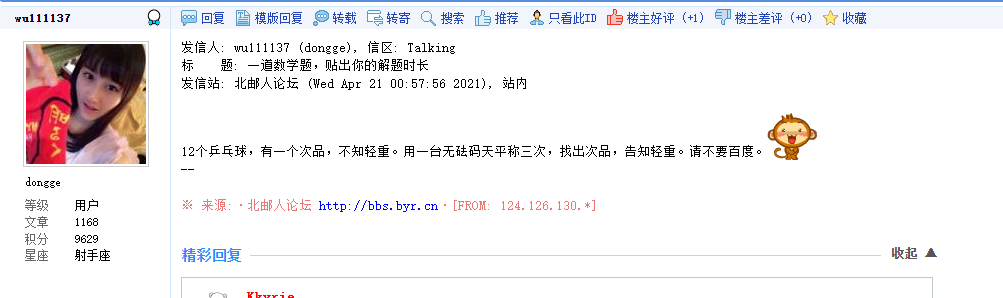 wu111137
回复 模版回复 转载 转寄 搜索 推荐 只看此ID 楼主好评 (+1) 楼主差评 (+0) 收藏
发信人: wu111137 (dongge), 信区: Talking
标 题: 一道数学题，贴出你的解题时长
发信站: 北邮人论坛 (Wed Apr 21 00:57:56 2021), 站内
12个乒乓球，有一个次品，不知轻重。用一台无砝码天平称三次，找出次品，告知轻重。请不要百度。
--
※ 来源:·北邮人论坛 http://bbs.byr.cn·[FROM: 124.126.130.*]
dongge
等级 用户
文章 1168
积分 9629
星座 射手座
精彩回复 收起 ▲